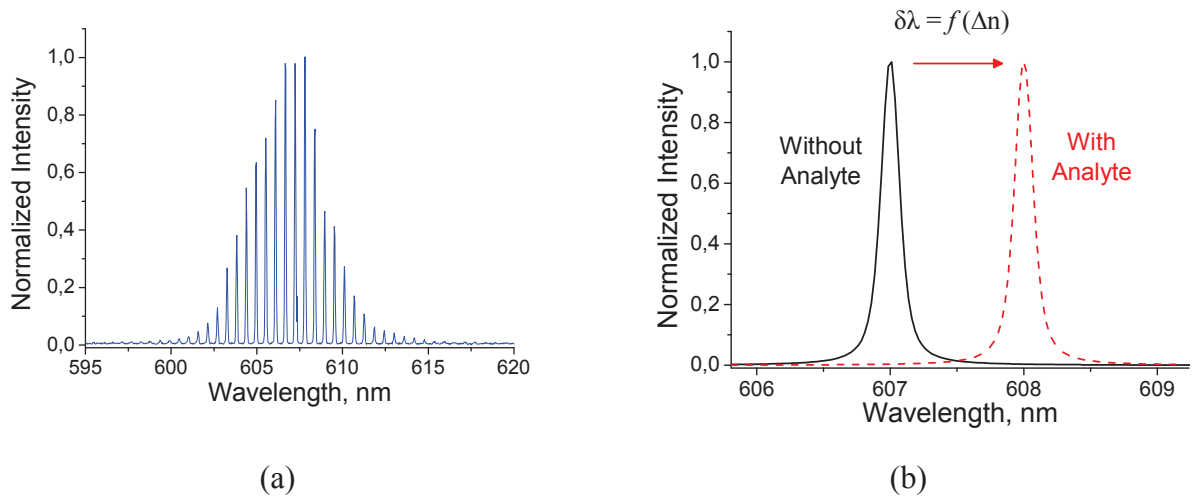 1,0
0,8
0,6
0,4
0,2
0,0
Normalized Intensity
595 600 605 610 615 620
Wavelength, nm
(a)
δλ = f (Δn)
1,0
0,8
0,6
0,4
0,2
0,0
Normalized Intensity
Without
Analyte
With
Analyte
606 607 608 609
Wavelength, nm
(b)